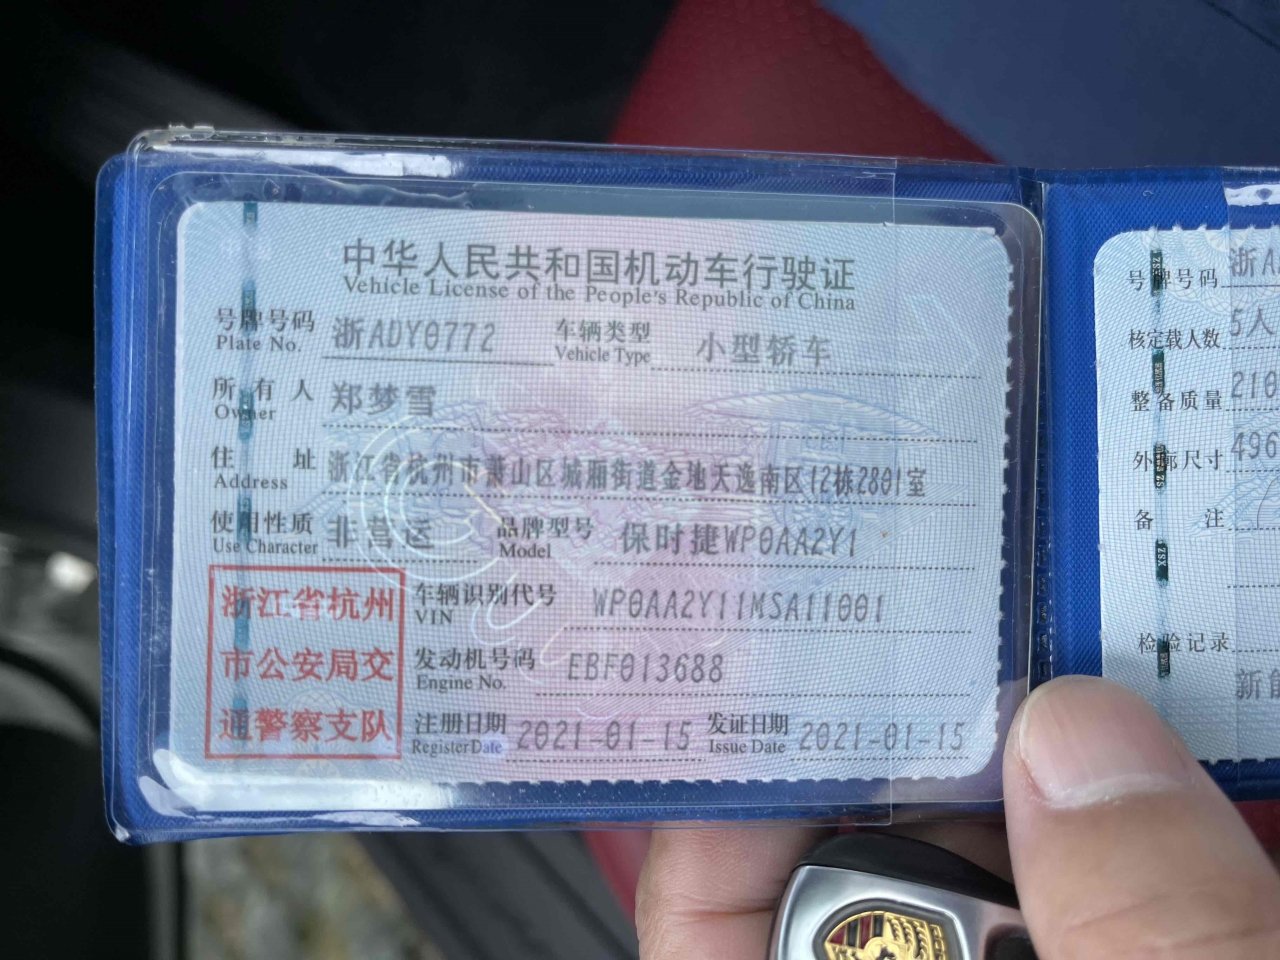 中华人民共和国机动车行驶证
Vehicle License of the People's Republic of China
号牌号码 浙ADY0772 车辆类型 小型轿车
Plate No. Vehicle Type
所有人 郑梦雪
Owner
住址 浙江省杭州市萧山区城厢街道金地天逸南区12栋2801室
Address
使用性质 非营运 品牌型号 保时捷WP0AA2Y1
Use Character Model
浙江省杭州
市公安局交
通警察支队
车辆识别代号 WP0AA2Y11MSA11001
VIN
发动机号码 EBF013688
Engine No.
注册日期 2021-01-15 发证日期 2021-01-15
Register Date Issue Date
号牌号码 浙A
核定载人数 5人
整备质量 210
外廓尺寸 496
备注
检验记录
新